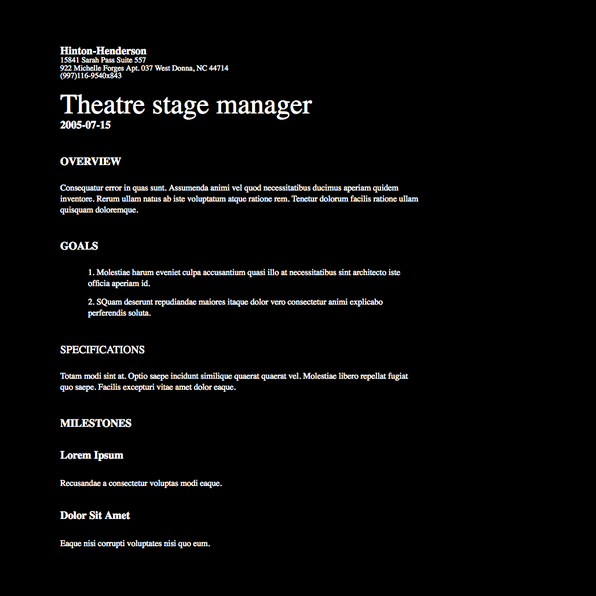 Hinton-Henderson
15841 Sarah Pass Suite 557
922 Michelle Forges Apt. 037 West Donna, NC 44714
(997)116-9540x843
Theatre stage manager
2005-07-15
OVERVIEW
Consequatur error in quas sunt. Assumenda animi vel quod necessitatibus ducimus aperiam quidem
inventore. Rerum ullam natus ab iste voluptatum atque ratione rem. Tenetur dolorum facilis ratione ullam
quisquam doloremque.
GOALS
1. Molestiae harum eveniet culpa accusantium quasi illo at necessitatibus sint architecto iste
officia aperiam id.
2. SQuam deserunt repudiandae maiores itaque dolor vero consectetur animi explicabo
perferendis soluta.
SPECIFICATIONS
Totam modi sint at. Optio saepe incidunt similique quaerat quaerat vel. Molestiae libero repellat fugiat
quo saepe. Facilis excepturi vitae amet dolor eaque.
MILESTONES
Lorem Ipsum
Recusandae a consectetur voluptas modi eaque.
Dolor Sit Amet
Eaque nisi corrupti voluptates nisi quo eum.